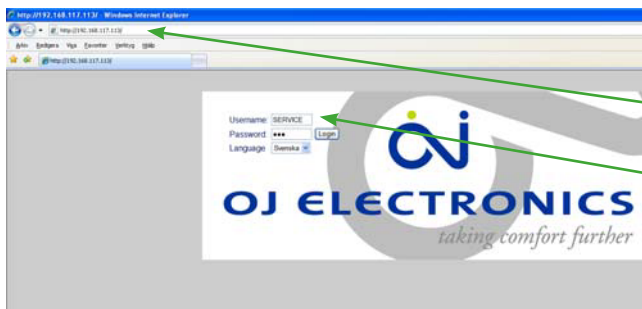 http://192.168.117.113/ - Windows Internet Explorer
http://192.168.117.113/
Arkiv Redigera Visa Favoriter Verktyg Hjälp
http://192.168.117.113/
Username: SERVICE
Password: ●●● Login
Language Svenska
OJ ELECTRONICS
taking comfort further